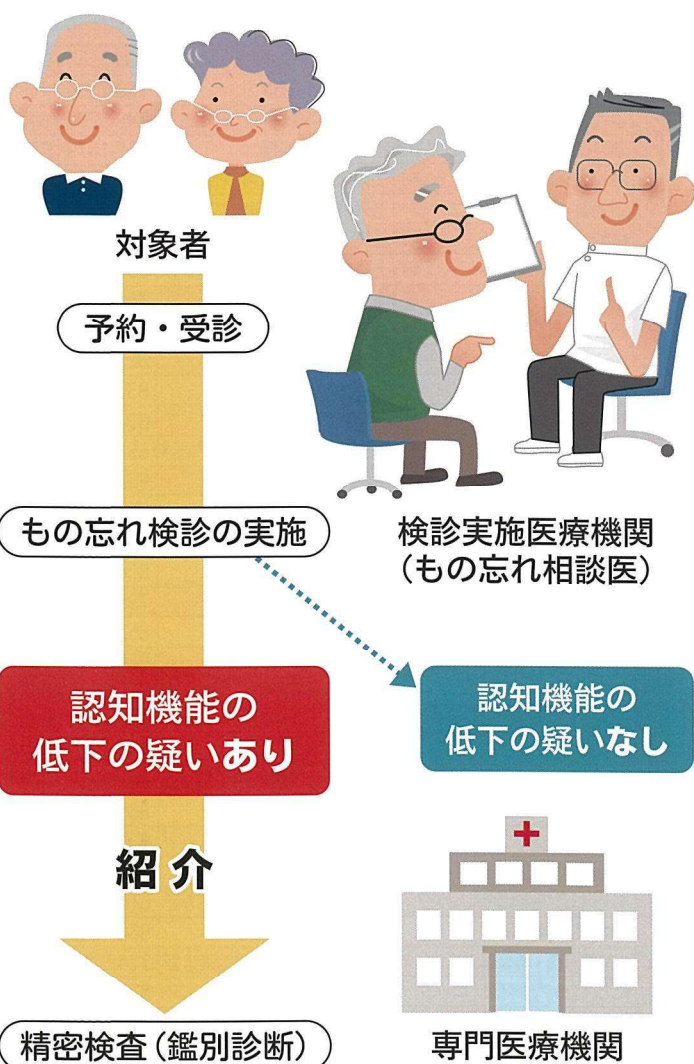 対象者
予約・受診
もの忘れ検診の実施
検診実施医療機関
(もの忘れ相談医)
認知機能の
低下の疑いあり
認知機能の
低下の疑いなし
紹介
精密検査(鑑別診断)
専門医療機関